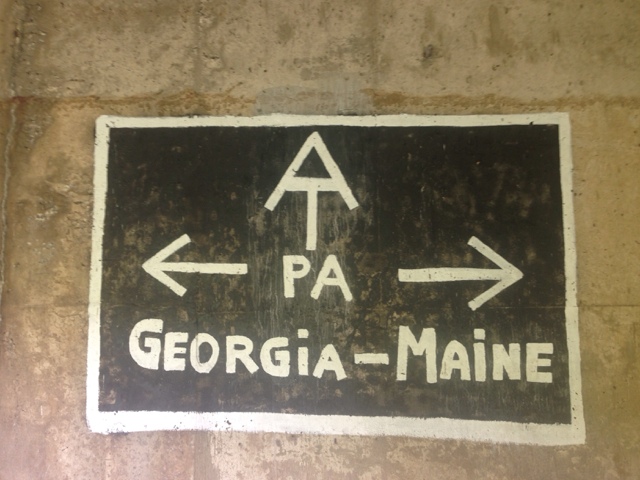 AT
← PA →
GEORGiA-MAiNE